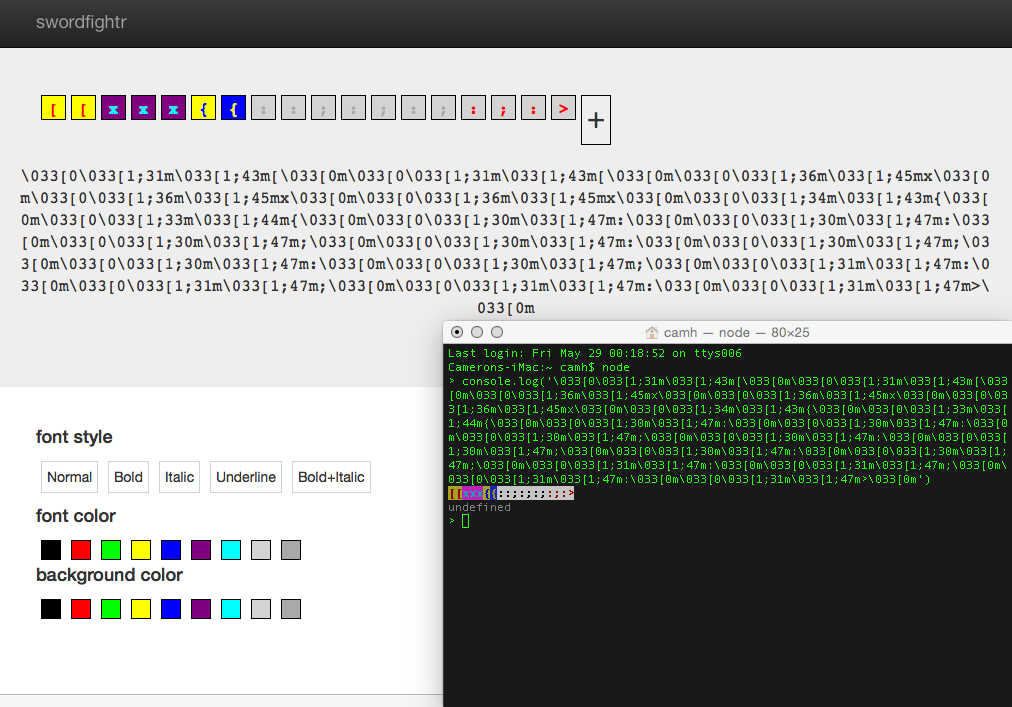 swordfightr
[ [ x x x { { : : ; : ; : ; : ; : > +
\033[0\033[1;31m\033[1;43m[\033[0m\033[0\033[1;31m\033[1;43m[\033[0m\033[0\033[1;36m\033[1;45mx\033[0
m\033[0\033[1;36m\033[1;45mx\033[0m\033[0\033[1;36m\033[1;45mx\033[0m\033[0\033[1;34m\033[1;43m{\033[
0m\033[0\033[1;33m\033[1;44m{\033[0m\033[0\033[1;30m\033[1;47m:\033[0m\033[0\033[1;30m\033[1;47m:\033
[0m\033[0\033[1;30m\033[1;47m;\033[0m\033[0\033[1;30m\033[1;47m:\033[0m\033[0\033[1;30m\033[1;47m;\03
3[0m\033[0\033[1;30m\033[1;47m:\033[0m\033[0\033[1;30m\033[1;47m;\033[0m\033[0\033[1;31m\033[1;47m:\0
33[0m\033[0\033[1;31m\033[1;47m;\033[0m\033[0\033[1;31m\033[1;47m:\033[0m\033[0\033[1;31m\033[1;47m>\
033[0m
camh — node — 80×25
Last login: Fri May 29 00:18:52 on ttys006
Camerons-iMac:~ camh$ node
> console.log('\033[0\033[1;31m\033[1;43m[\033[0m\033[0\033[1;31m\033[1;43m[\033
[0m\033[0\033[1;36m\033[1;45mx\033[0m\033[0\033[1;36m\033[1;45mx\033[0m\033[0\03
3[1;36m\033[1;45mx\033[0m\033[0\033[1;34m\033[1;43m{\033[0m\033[0\033[1;33m\033[
1;44m{\033[0m\033[0\033[1;30m\033[1;47m:\033[0m\033[0\033[1;30m\033[1;47m:\033[0
m\033[0\033[1;30m\033[1;47m;\033[0m\033[0\033[1;30m\033[1;47m:\033[0m\033[0\033[
1;30m\033[1;47m;\033[0m\033[0\033[1;30m\033[1;47m:\033[0m\033[0\033[1;30m\033[1;
47m;\033[0m\033[0\033[1;31m\033[1;47m:\033[0m\033[0\033[1;31m\033[1;47m;\033[0m\
033[0\033[1;31m\033[1;47m:\033[0m\033[0\033[1;31m\033[1;47m>\033[0m')
[[xxx{{::;:;:;:;:>
undefined
>
font style
Normal Bold Italic Underline Bold+Italic
font color
background color